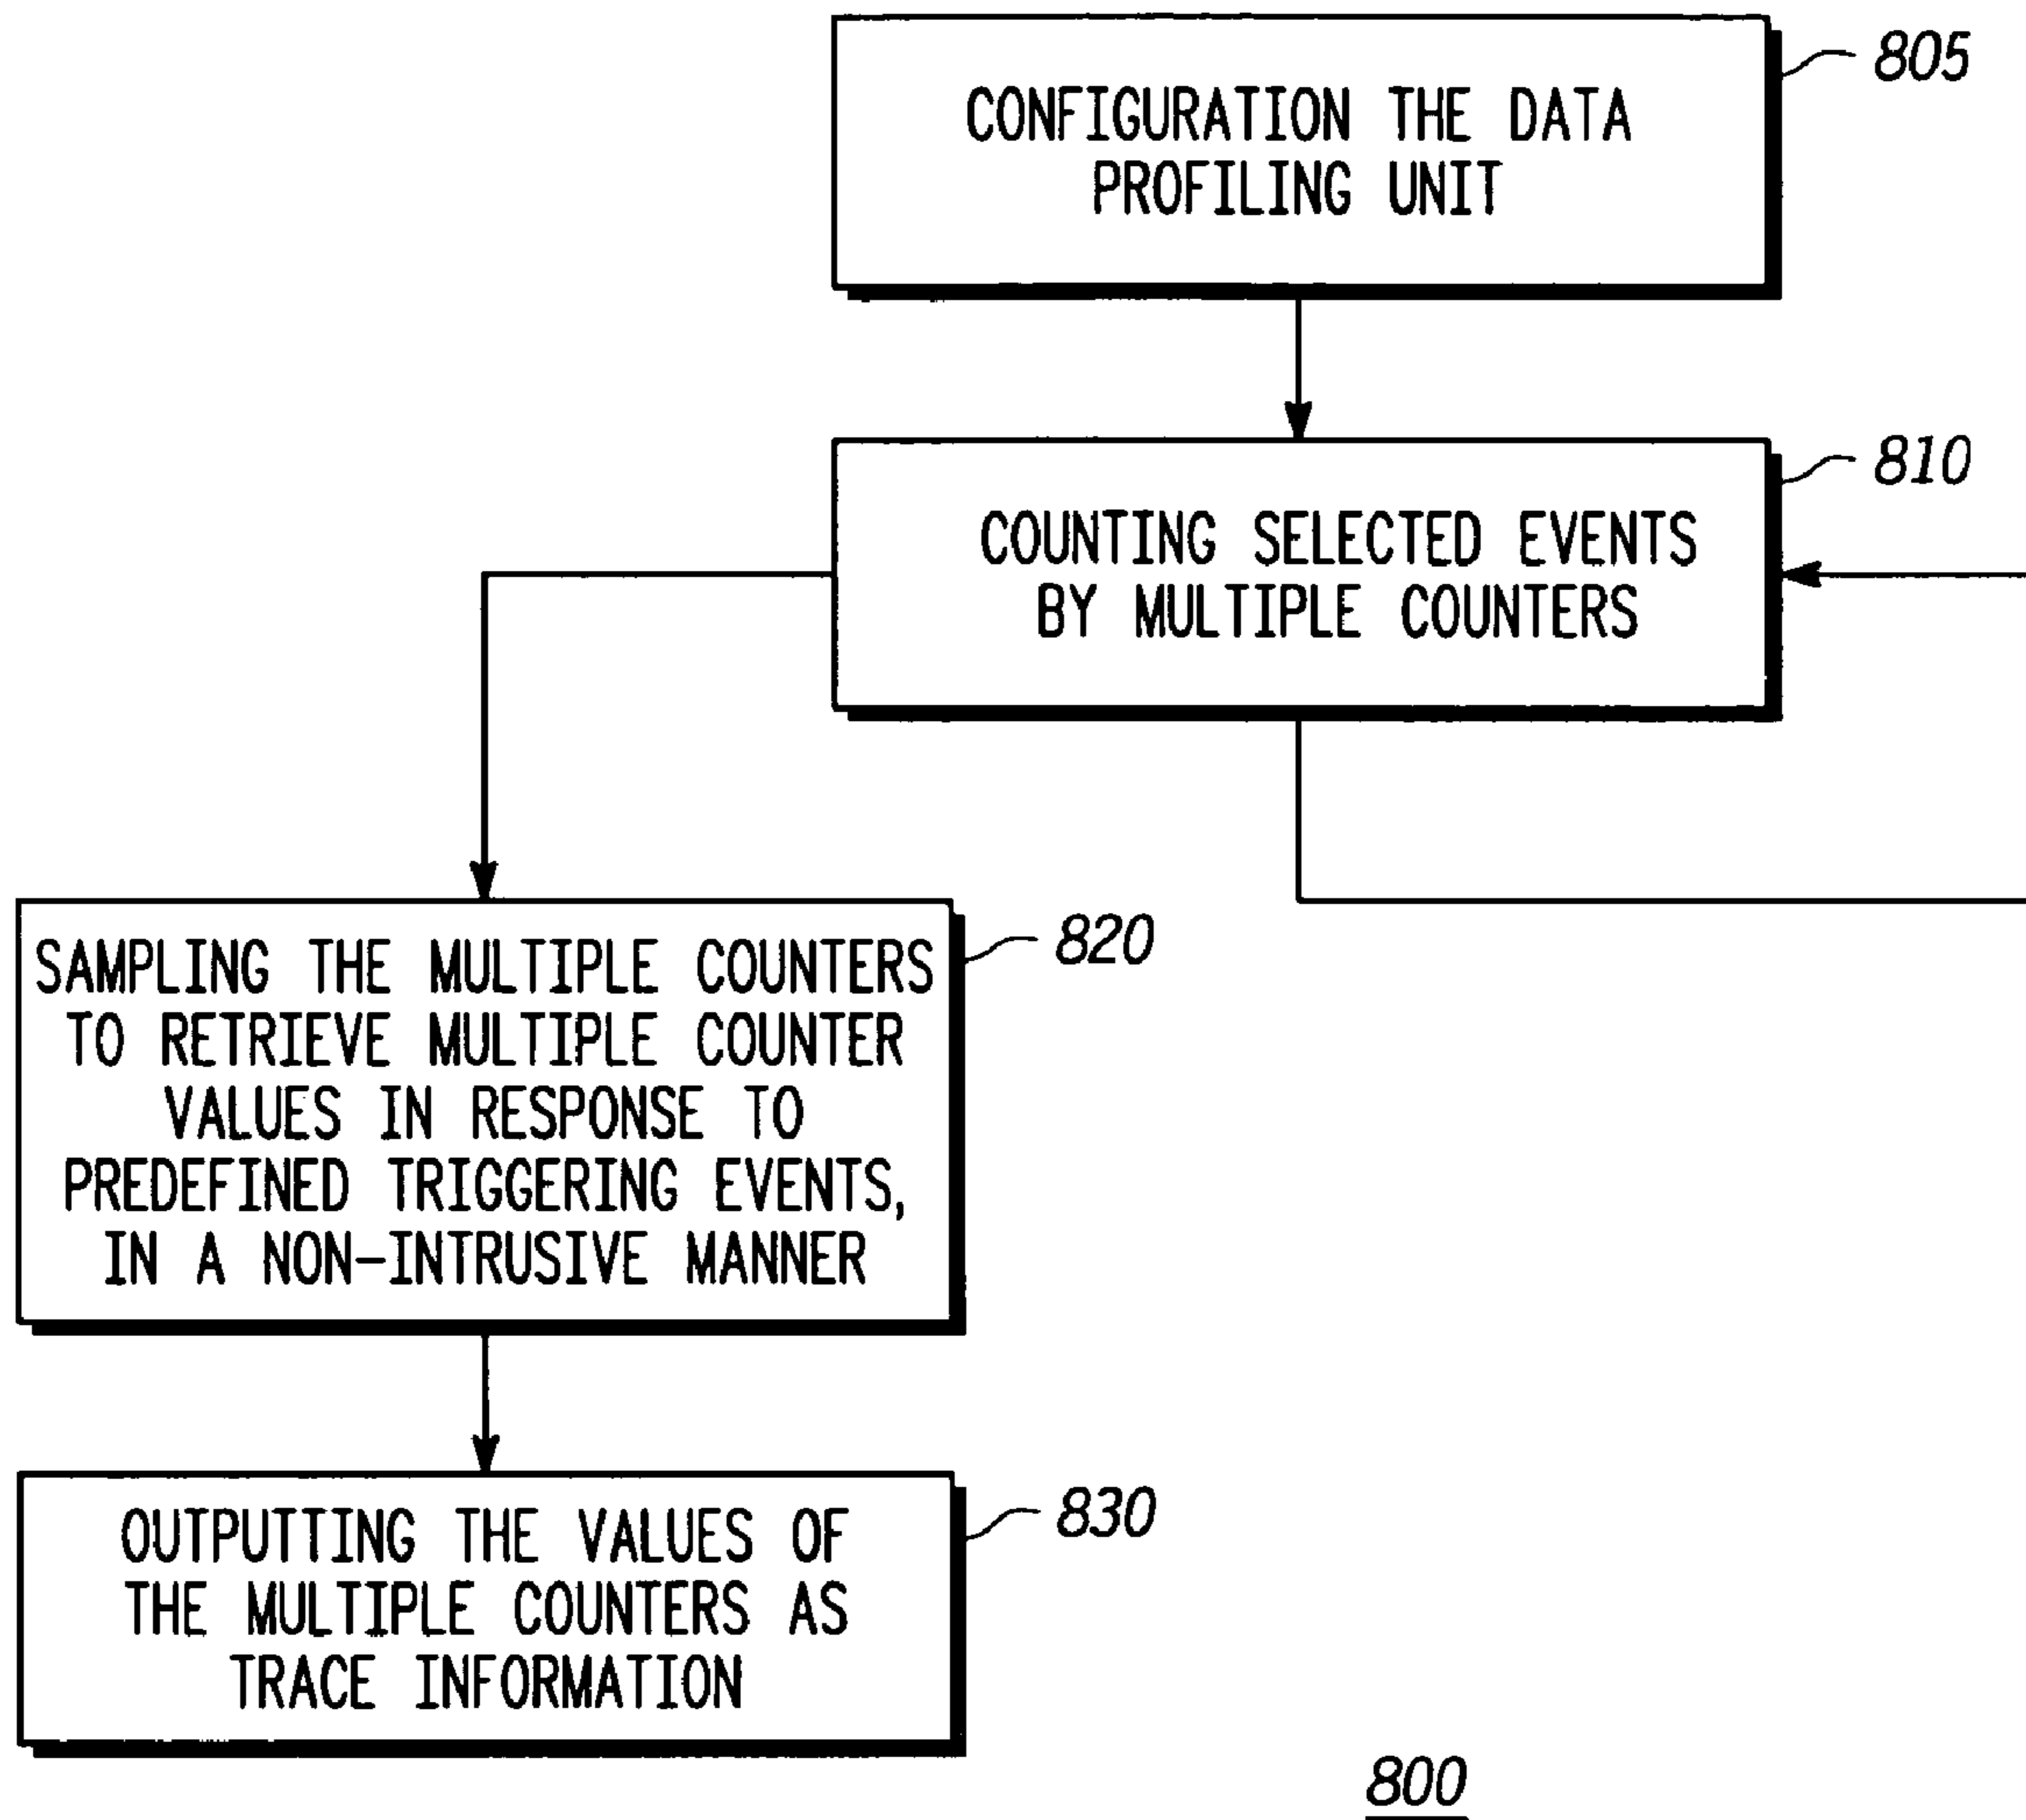 CONFIGURATION THE DATA
PROFILING UNIT
805
COUNTING SELECTED EVENTS
BY MULTIPLE COUNTERS
810
SAMPLING THE MULTIPLE COUNTERS
TO RETRIEVE MULTIPLE COUNTER
VALUES IN RESPONSE TO
PREDEFINED TRIGGERING EVENTS,
IN A NON-INTRUSIVE MANNER
820
OUTPUTTING THE VALUES OF
THE MULTIPLE COUNTERS AS
TRACE INFORMATION
830
800